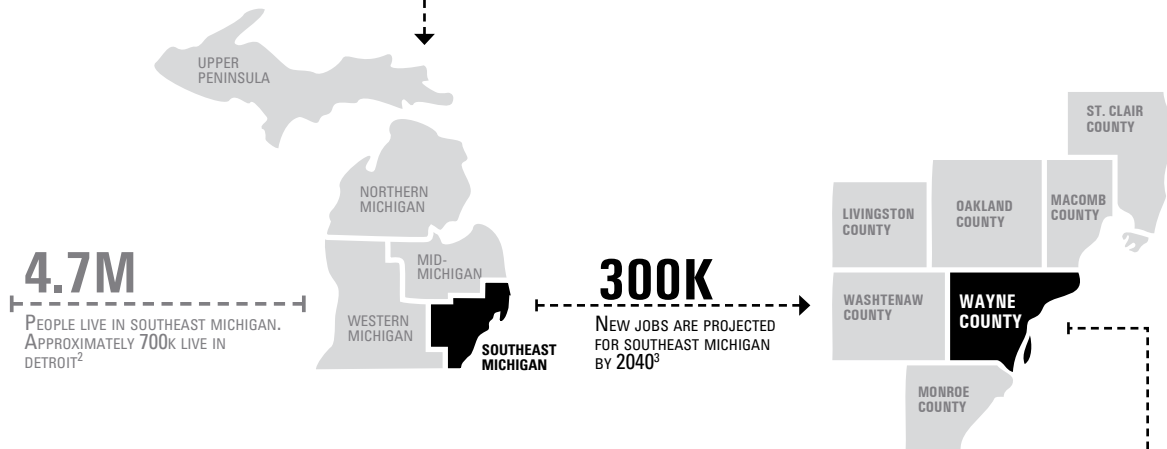 UPPER
PENINSULA
NORTHERN
MICHIGAN
MID-
MICHIGAN
WESTERN
MICHIGAN
SOUTHEAST
MICHIGAN
4.7M
PEOPLE LIVE IN SOUTHEAST MICHIGAN.
APPROXIMATELY 700K LIVE IN
DETROIT²
300K
NEW JOBS ARE PROJECTED
FOR SOUTHEAST MICHIGAN
BY 2040³
ST. CLAIR
COUNTY
LIVINGSTON
COUNTY
OAKLAND
COUNTY
MACOMB
COUNTY
WASHTENAW
COUNTY
WAYNE
COUNTY
MONROE
COUNTY